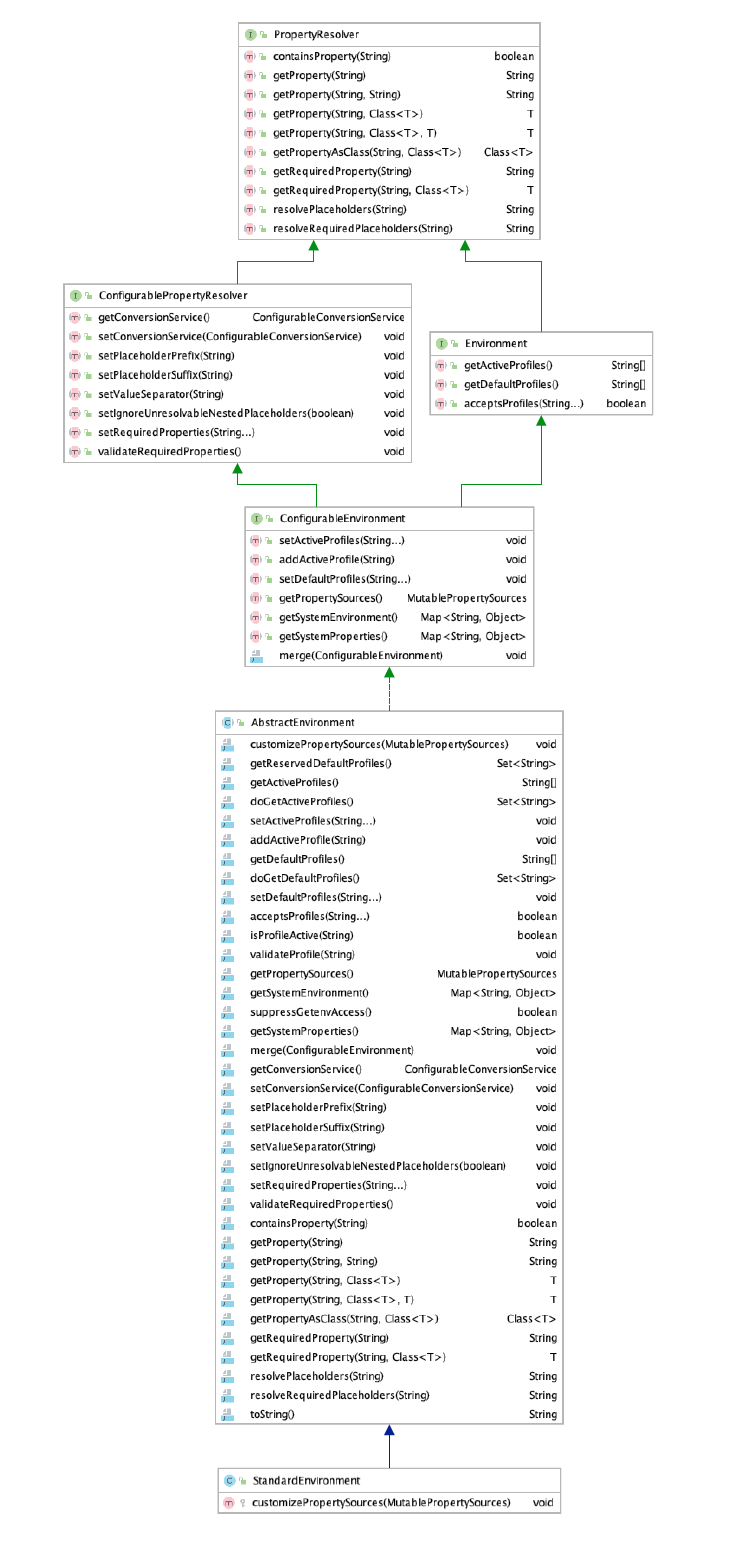 PropertyResolver
containsProperty(String) boolean
getProperty(String) String
getProperty(String, String) String
getProperty(String, Class<T>) T
getProperty(String, Class<T>, T) T
getPropertyAsClass(String, Class<T>) Class<T>
getRequiredProperty(String) String
getRequiredProperty(String, Class<T>) T
resolvePlaceholders(String) String
resolveRequiredPlaceholders(String) String
ConfigurablePropertyResolver
getConversionService() ConfigurableConversionService
setConversionService(ConfigurableConversionService) void
setPlaceholderPrefix(String) void
setPlaceholderSuffix(String) void
setValueSeparator(String) void
setIgnoreUnresolvableNestedPlaceholders(boolean) void
setRequiredProperties(String...) void
validateRequiredProperties() void
Environment
getActiveProfiles() String[]
getDefaultProfiles() String[]
acceptsProfiles(String...) boolean
ConfigurableEnvironment
setActiveProfiles(String...) void
addActiveProfile(String) void
setDefaultProfiles(String...) void
getPropertySources() MutablePropertySources
getSystemEnvironment() Map<String, Object>
getSystemProperties() Map<String, Object>
merge(ConfigurableEnvironment) void
AbstractEnvironment
customizePropertySources(MutablePropertySources) void
getReservedDefaultProfiles() Set<String>
getActiveProfiles() String[]
doGetActiveProfiles() Set<String>
setActiveProfiles(String...) void
addActiveProfile(String) void
getDefaultProfiles() String[]
doGetDefaultProfiles() Set<String>
setDefaultProfiles(String...) void
acceptsProfiles(String...) boolean
isProfileActive(String) boolean
validateProfile(String) void
getPropertySources() MutablePropertySources
getSystemEnvironment() Map<String, Object>
suppressGetenvAccess() boolean
getSystemProperties() Map<String, Object>
merge(ConfigurableEnvironment) void
getConversionService() ConfigurableConversionService
setConversionService(ConfigurableConversionService) void
setPlaceholderPrefix(String) void
setPlaceholderSuffix(String) void
setValueSeparator(String) void
setIgnoreUnresolvableNestedPlaceholders(boolean) void
setRequiredProperties(String...) void
validateRequiredProperties() void
containsProperty(String) boolean
getProperty(String) String
getProperty(String, String) String
getProperty(String, Class<T>) T
getProperty(String, Class<T>, T) T
getPropertyAsClass(String, Class<T>) Class<T>
getRequiredProperty(String) String
getRequiredProperty(String, Class<T>) T
resolvePlaceholders(String) String
resolveRequiredPlaceholders(String) String
toString() String
StandardEnvironment
customizePropertySources(MutablePropertySources) void